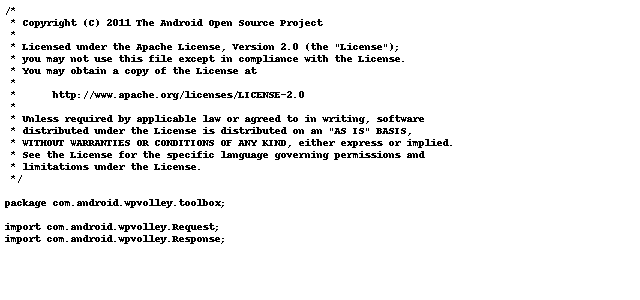 /*
 * Copyright (C) 2011 The Android Open Source Project
 *
 * Licensed under the Apache License, Version 2.0 (the "License");
 * you may not use this file except in compliance with the License.
 * You may obtain a copy of the License at
 *
 *      http://www.apache.org/licenses/LICENSE-2.0
 *
 * Unless required by applicable law or agreed to in writing, software
 * distributed under the License is distributed on an "AS IS" BASIS,
 * WITHOUT WARRANTIES OR CONDITIONS OF ANY KIND, either express or implied.
 * See the License for the specific language governing permissions and
 * limitations under the License.
 */

package com.android.wpvolley.toolbox;

import com.android.wpvolley.Request;
import com.android.wpvolley.Response;